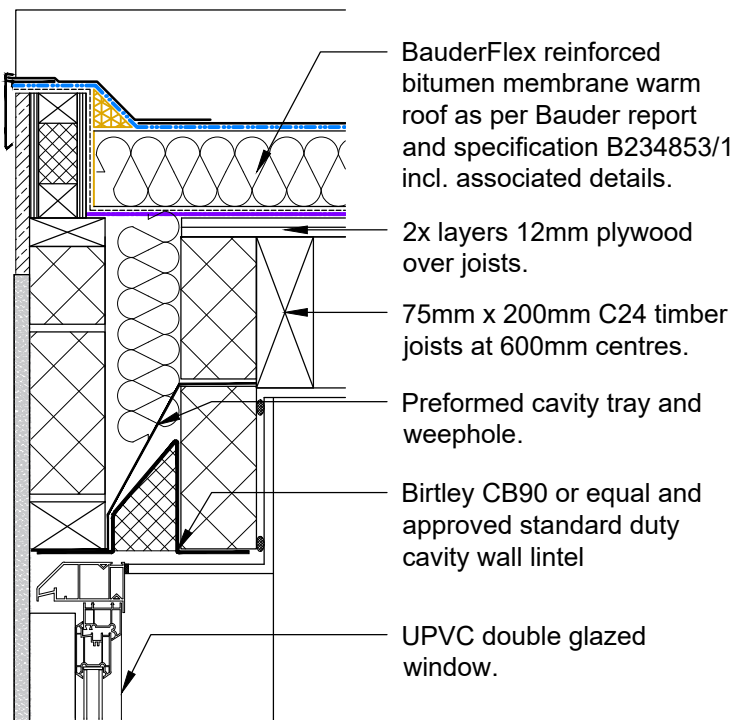 BauderFlex reinforced
bitumen membrane warm
roof as per Bauder report
and specification B234853/1
incl. associated details.
2x layers 12mm plywood
over joists.
75mm x 200mm C24 timber
joists at 600mm centres.
Preformed cavity tray and
weephole.
Birtley CB90 or equal and
approved standard duty
cavity wall lintel
UPVC double glazed
window.